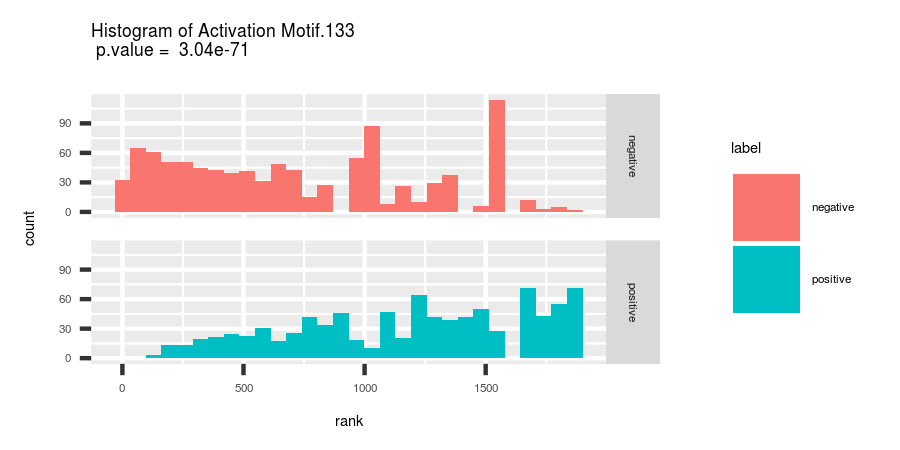 Histogram of Activation Motif.133
p.value = 3.04e-71
count
90
60
30
0
negative
90
60
30
0
positive
0 500 1000 1500
rank
label
negative
positive